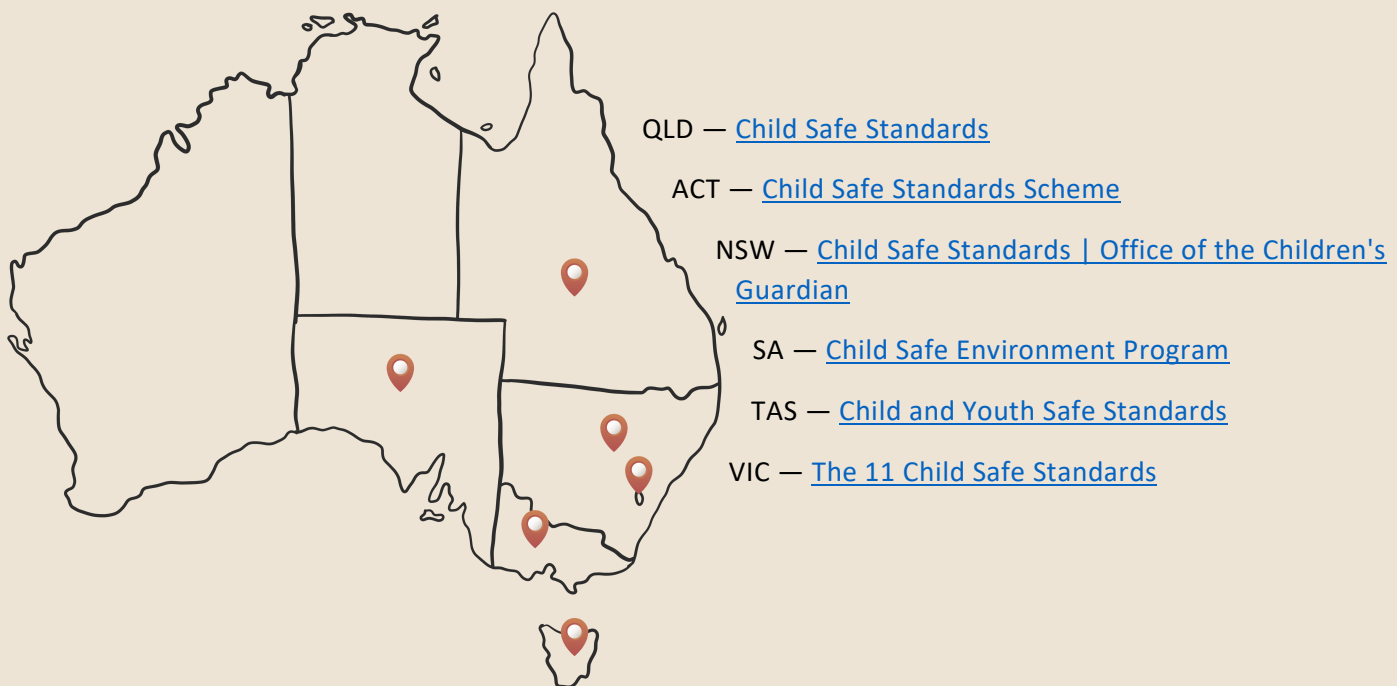 QLD — Child Safe Standards
ACT — Child Safe Standards Scheme
NSW — Child Safe Standards | Office of the Children's
Guardian
SA — Child Safe Environment Program
TAS — Child and Youth Safe Standards
VIC — The 11 Child Safe Standards